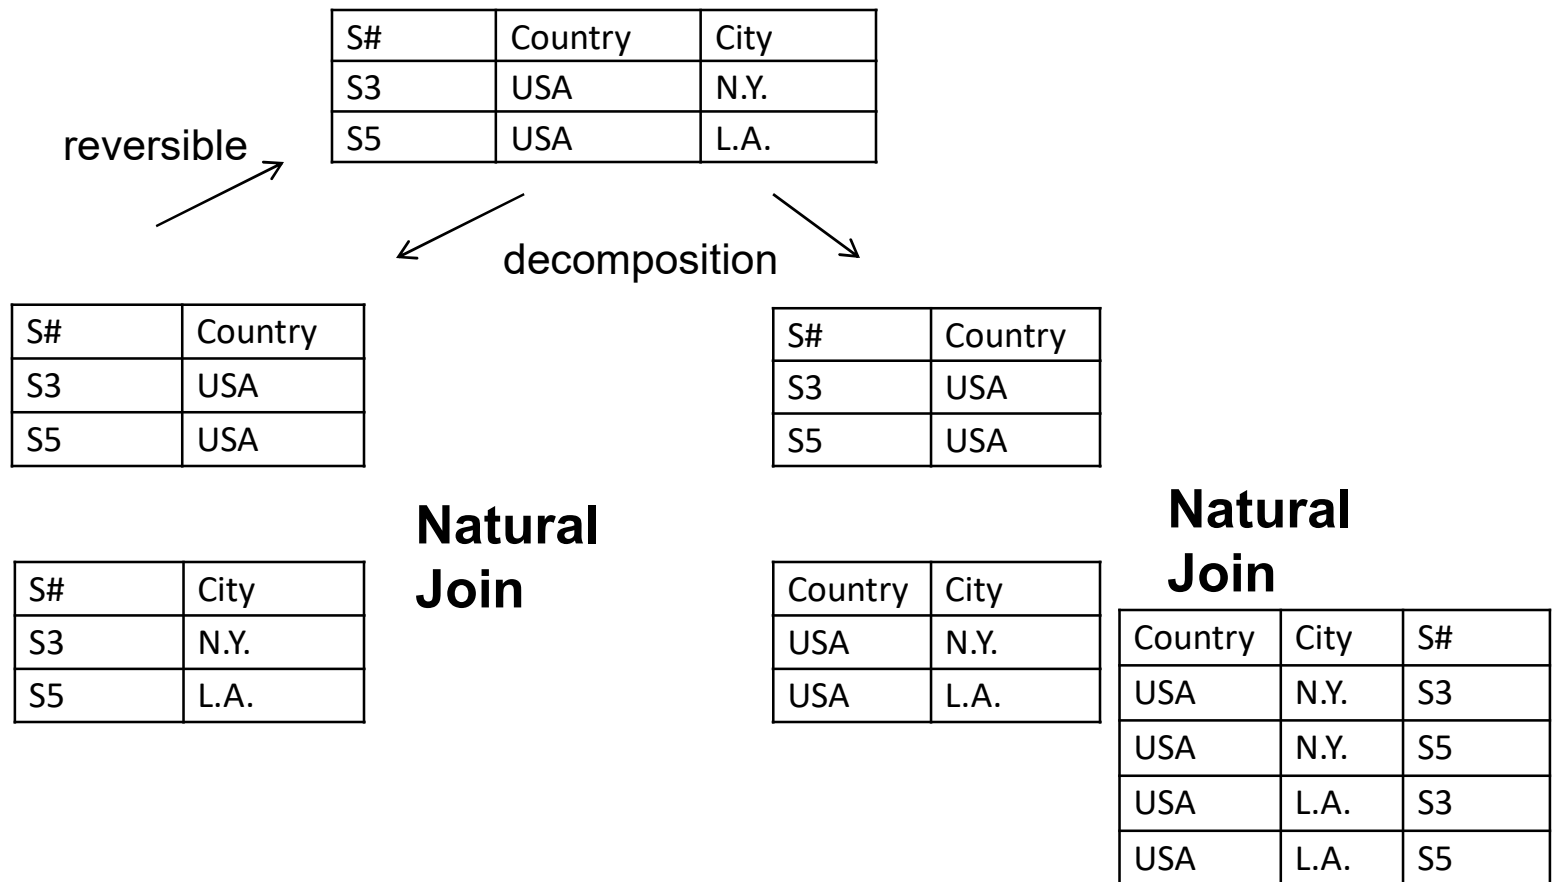 S# Country City
S3 USA N.Y.
S5 USA L.A.
reversible
decomposition
S# Country
S3 USA
S5 USA
Natural
Join
S# City
S3 N.Y.
S5 L.A.
S# Country
S3 USA
S5 USA
Natural
Join
Country City
USA N.Y.
USA L.A.
Country City S#
USA N.Y. S3
USA N.Y. S5
USA L.A. S3
USA L.A. S5